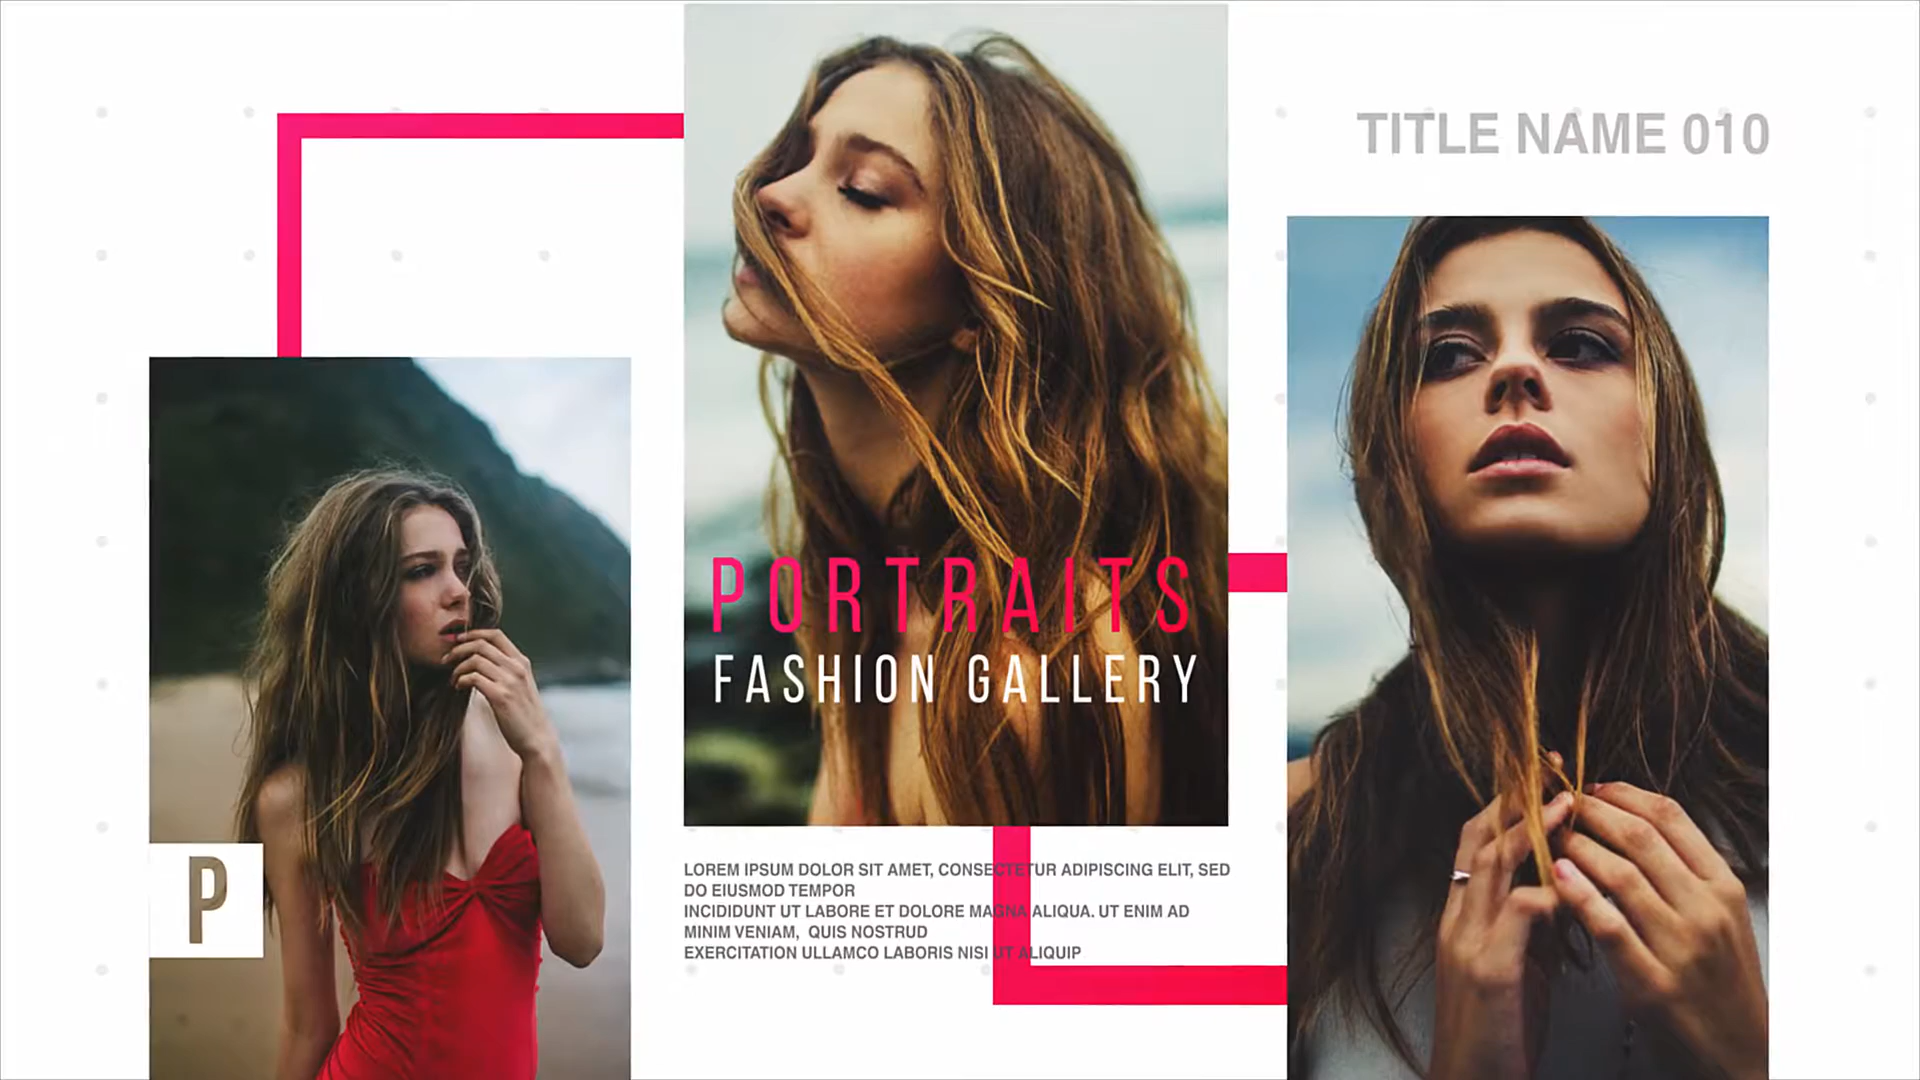 TITLE NAME 010
PORTRAITS
FASHION GALLERY
P
LOREM IPSUM DOLOR SIT AMET, CONSECTETUR ADIPISCING ELIT, SED
DO EIUSMOD TEMPOR
INCIDIDUNT UT LABORE ET DOLORE MAGNA ALIQUA. UT ENIM AD
MINIM VENIAM, QUIS NOSTRUD
EXERCITATION ULLAMCO LABORIS NISI UT ALIQUIP